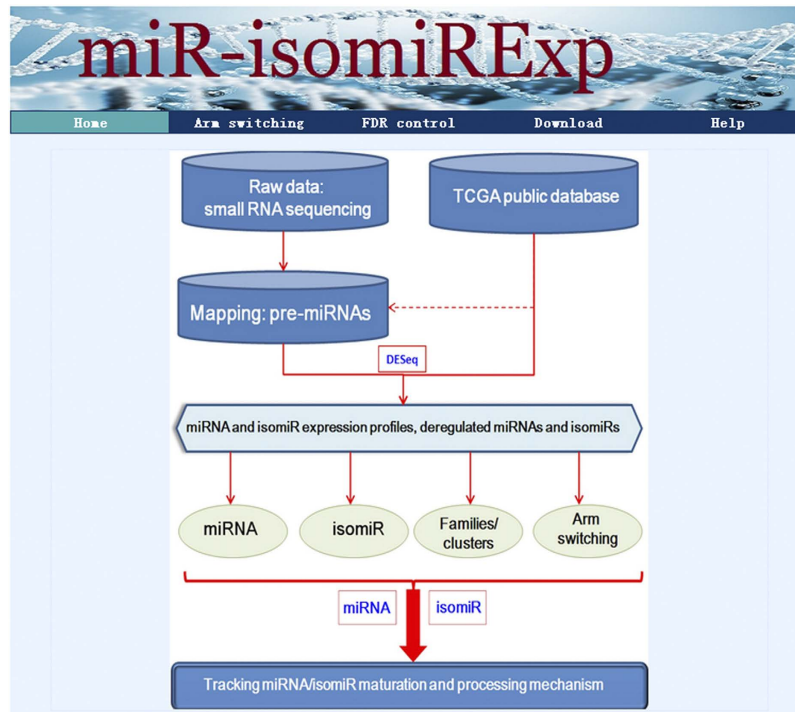 miR-isomiRExp
Home Arm switching FDR control Download Help
Raw data:
small RNA sequencing
TCGA public database
Mapping: pre-miRNAs
DESeq
miRNA and isomiR expression profiles, deregulated miRNAs and isomiRs
miRNA
isomiR
Families/
clusters
Arm
switching
miRNA
isomiR
Tracking miRNA/isomiR maturation and processing mechanism